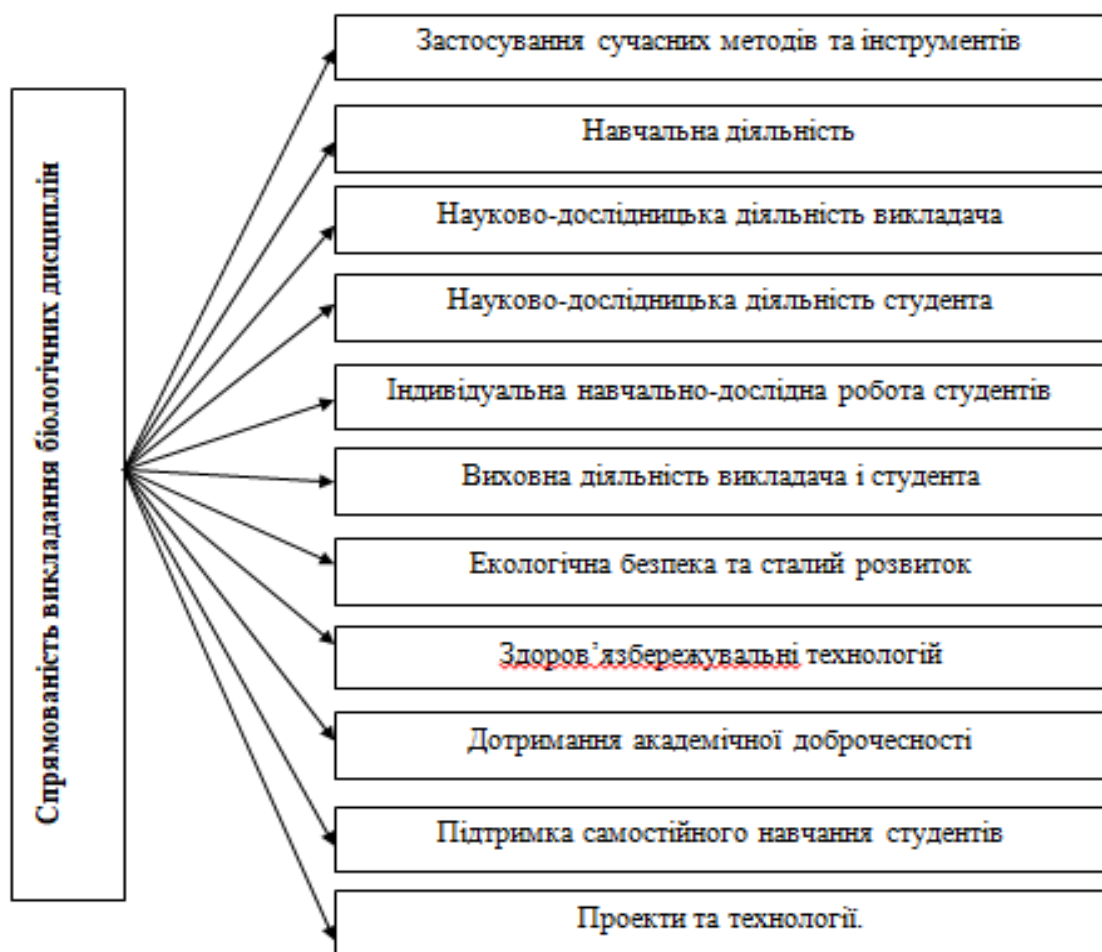 Спрямованість викладання біологічних дисциплін
Застосування сучасних методів та інструментів
Навчальна діяльність
Науково-дослідницька діяльність викладача
Науково-дослідницька діяльність студента
Індивідуальна навчально-дослідна робота студентів
Виховна діяльність викладача і студента
Екологічна безпека та сталий розвиток
Здоров’язбережувальні технологій
Дотримання академічної доброчесності
Підтримка самостійного навчання студентів
Проекти та технології.